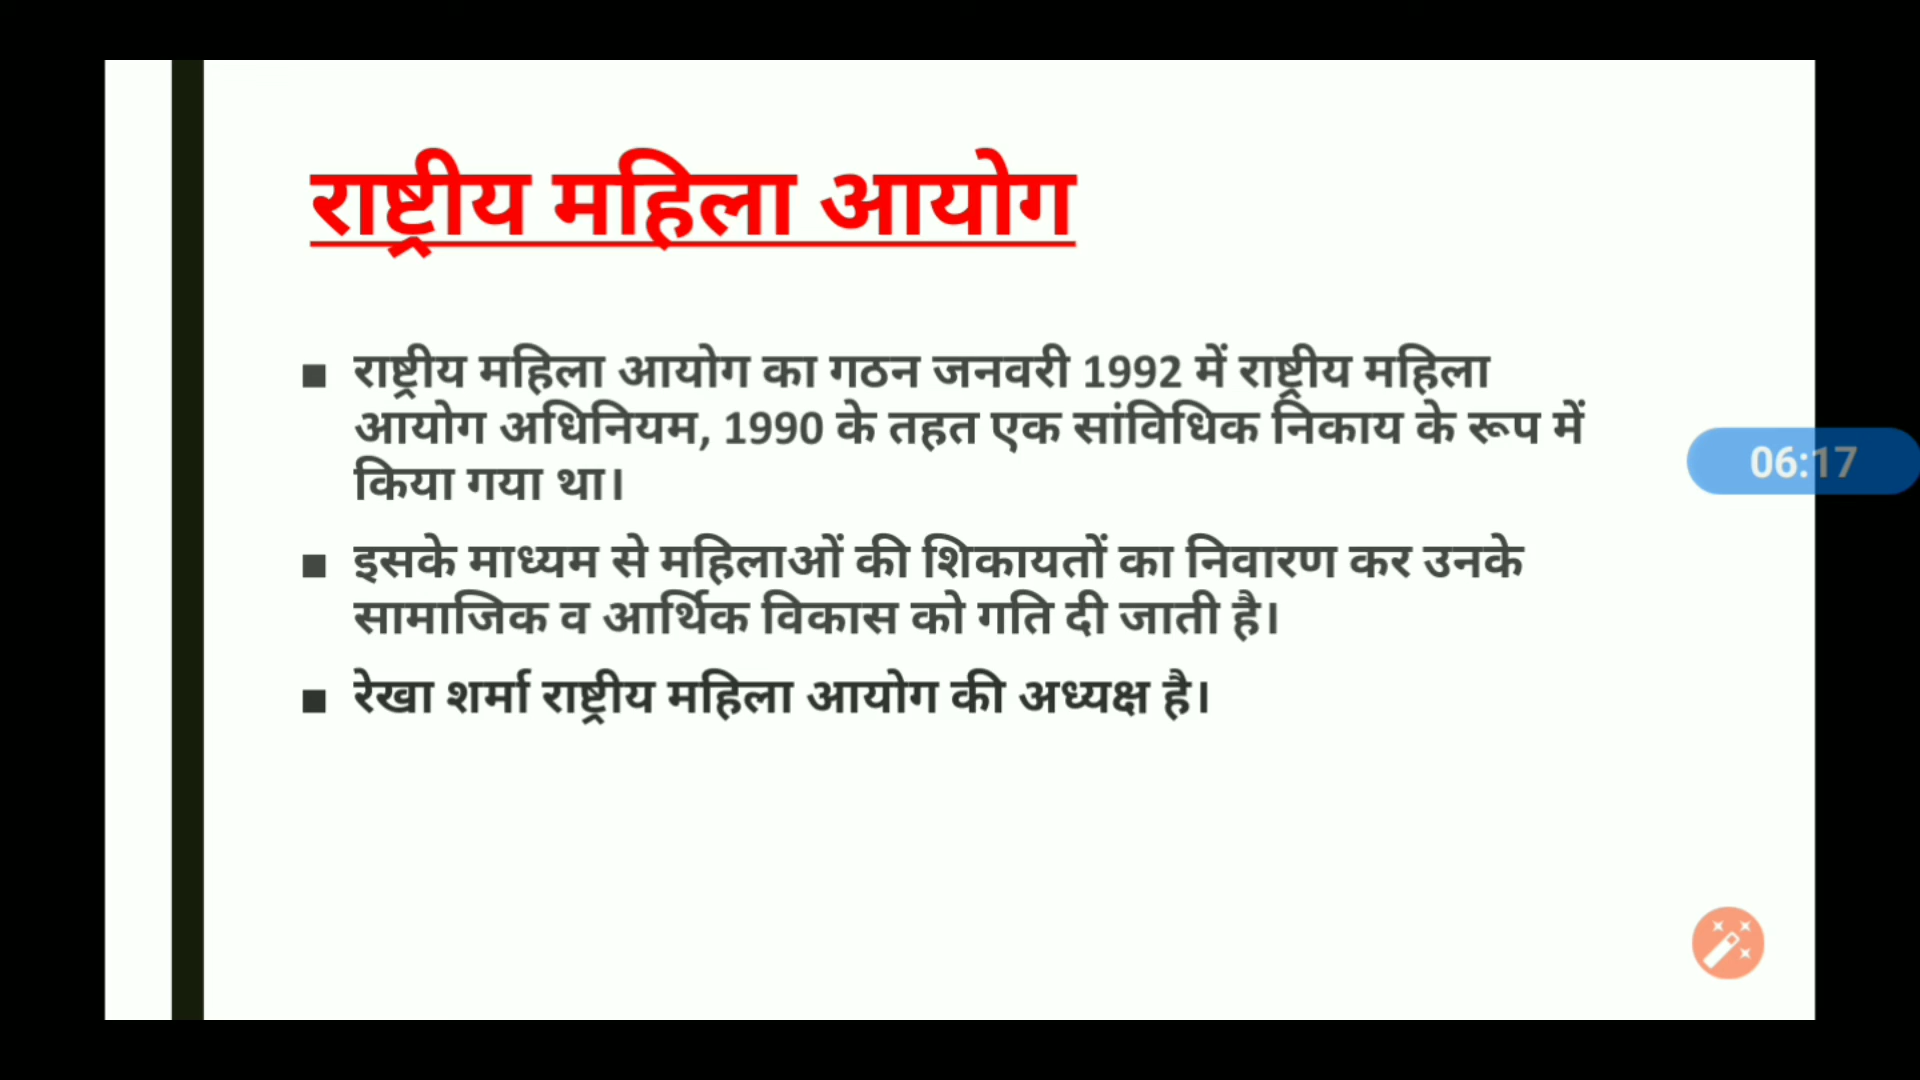 राष्ट्रीय महिला आयोग
■ राष्ट्रीय महिला आयोग का गठन जनवरी 1992 में राष्ट्रीय महिला
आयोग अधिनियम, 1990 के तहत एक सांविधिक निकाय के रूप में
किया गया था।
06:17
■ इसके माध्यम से महिलाओं की शिकायतों का निवारण कर उनके
सामाजिक व आर्थिक विकास को गति दी जाती है।
■ रेखा शर्मा राष्ट्रीय महिला आयोग की अध्यक्ष है।